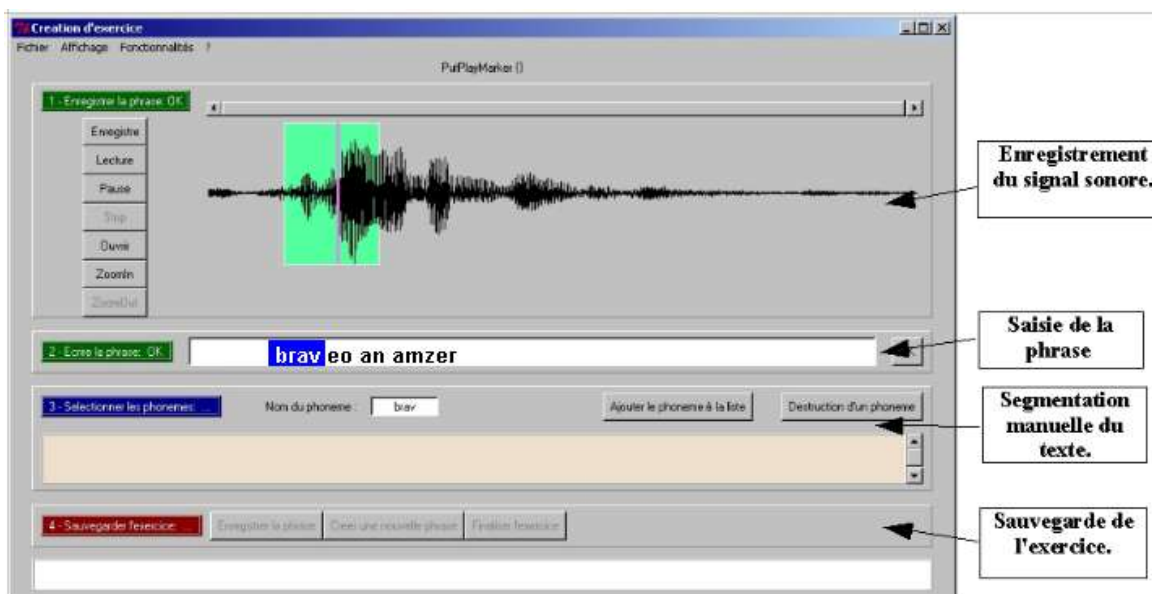 Creation d'exercice
Fichier Affichage Fonctionnalités ?
PutPlayMarker ()
1 - Enregistrer la phrase: OK
Enregistre
Lecture
Pause
Stop
Ouvrir
ZoomIn
ZoomOut
Enregistrement
du signal sonore.
2 - Ecrire la phrase: OK
brav eo an amzer
Saisie de la
phrase
3 - Selectionner les phonemes: ...
Nom du phoneme :
brav
Ajouter le phoneme à la liste
Destruction d'un phoneme
Segmentation
manuelle du
texte.
4 - Sauvegarder l'exercice: ...
Enregistrer la phrase
Creer une nouvelle phrase
Finaliser l'exercice
Sauvegarde de
l'exercice.